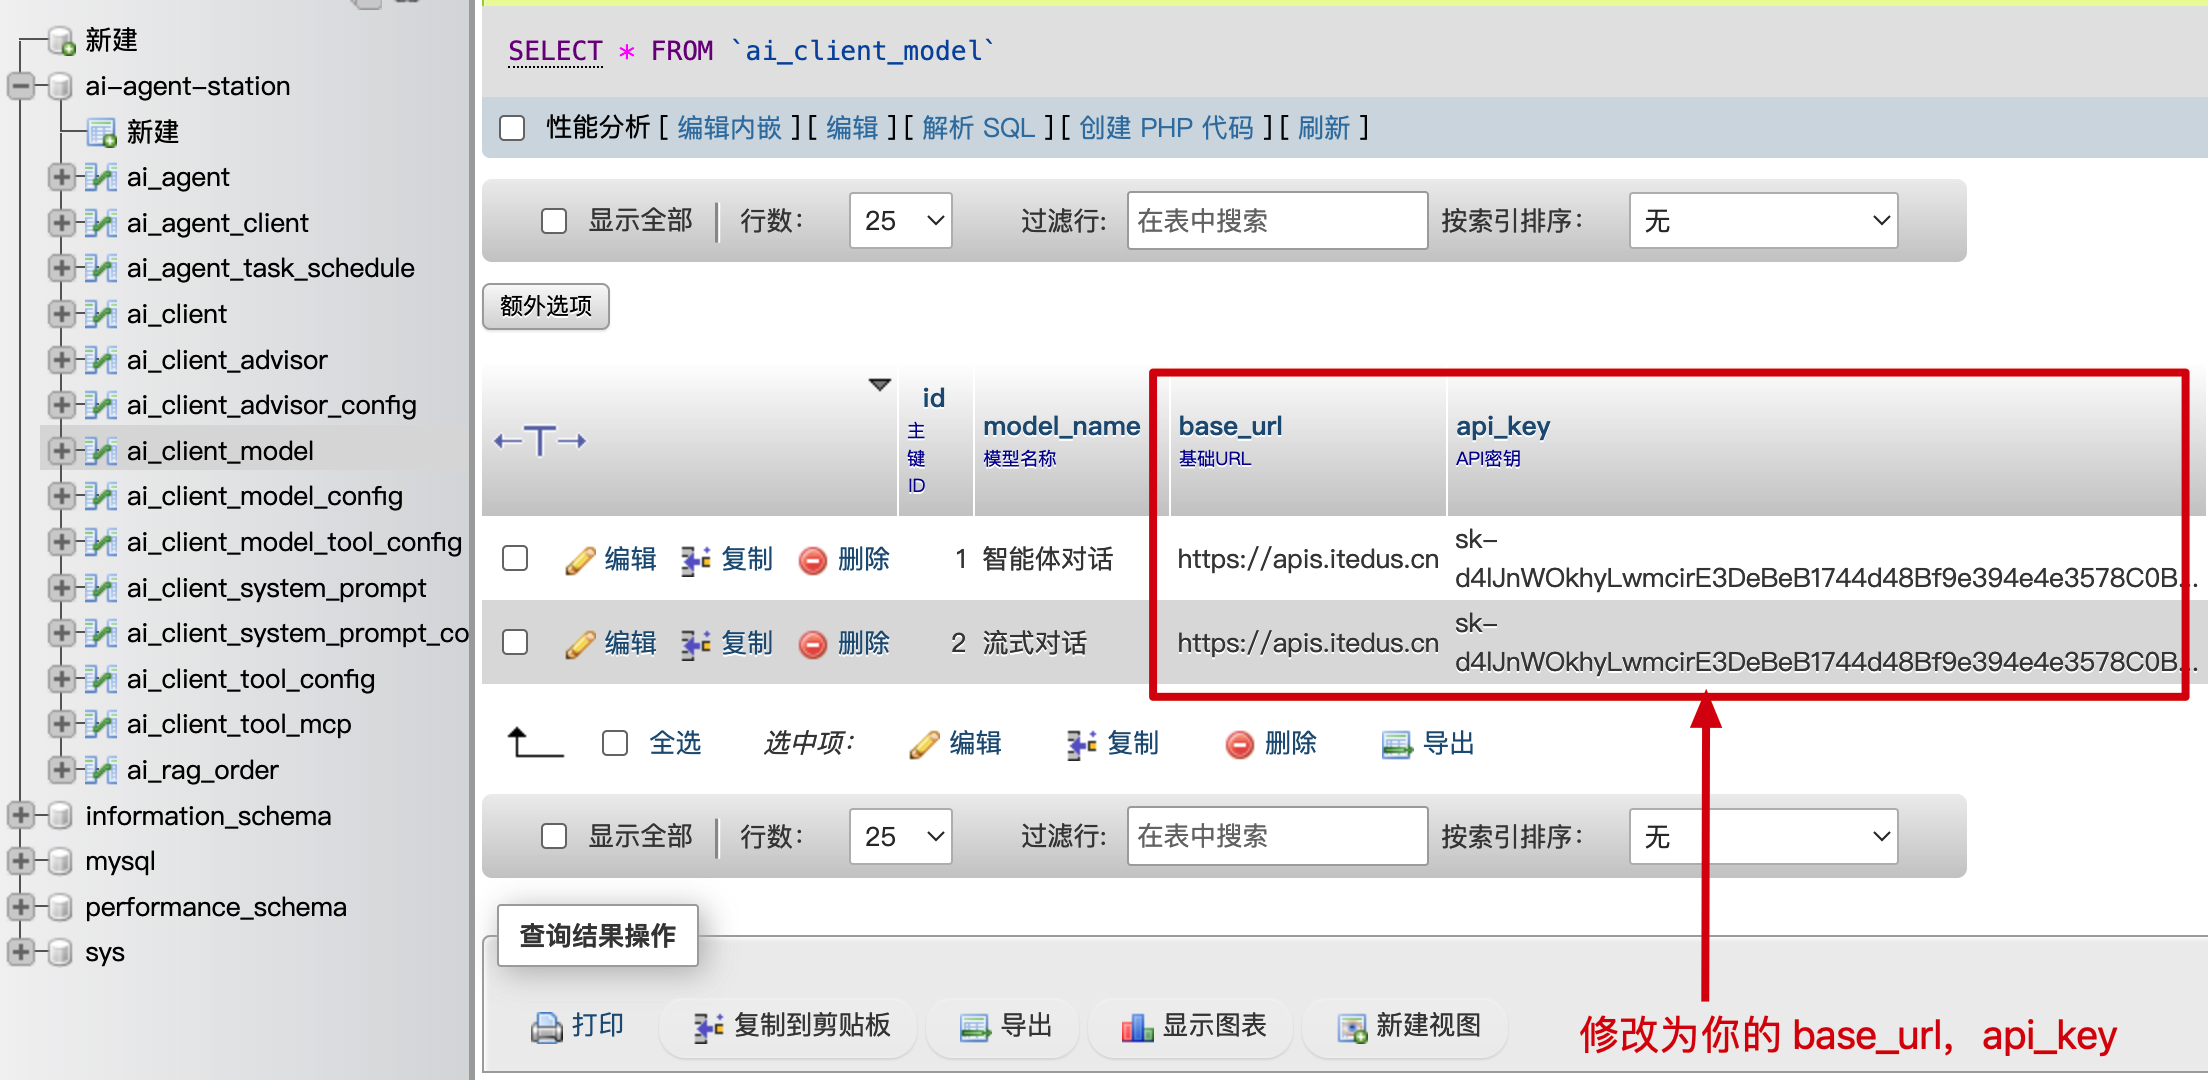 新建
ai-agent-station
新建
ai_agent
ai_agent_client
ai_agent_task_schedule
ai_client
ai_client_advisor
ai_client_advisor_config
ai_client_model
ai_client_model_config
ai_client_model_tool_config
ai_client_system_prompt
ai_client_system_prompt_co
ai_client_tool_config
ai_client_tool_mcp
ai_rag_order
information_schema
mysql
performance_schema
sys
SELECT * FROM `ai_client_model`
性能分析 [ 编辑内嵌 ] [ 编辑 ] [ 解析 SQL ] [ 创建 PHP 代码 ] [ 刷新 ]
显示全部 | 行数： 25 过滤行: 在表中搜索 按索引排序： 无
额外选项
←T→ id 主键ID model_name 模型名称 base_url 基础URL api_key API密钥
编辑 复制 删除 1 智能体对话 https://apis.itedus.cn sk-
d4lJnWOkhyLwmcirE3DeBeB1744d48Bf9e394e4e3578C0B...
编辑 复制 删除 2 流式对话 https://apis.itedus.cn sk-
d4lJnWOkhyLwmcirE3DeBeB1744d48Bf9e394e4e3578C0B...
全选 选中项： 编辑 复制 删除 导出
显示全部 | 行数： 25 过滤行: 在表中搜索 按索引排序： 无
查询结果操作
打印 复制到剪贴板 导出 显示图表 新建视图
修改为你的 base_url，api_key